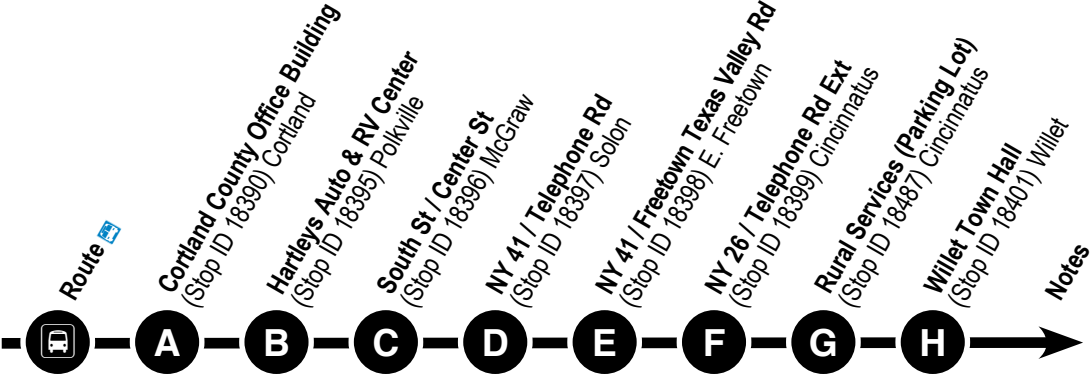 Route
Cortland County Office Building
(Stop ID 18390) Cortland
Hartleys Auto & RV Center
(Stop ID 18395) Polkville
South St / Center St
(Stop ID 18396) McGraw
NY 41 / Telephone Rd
(Stop ID 18397) Solon
NY 41 / Freetown Texas Valley Rd
(Stop ID 18398) E. Freetown
NY 26 / Telephone Rd Ext
(Stop ID 18399) Cincinnatus
Rural Services (Parking Lot)
(Stop ID 18487) Cincinnatus
Willet Town Hall
(Stop ID 18401) Willet
Notes
A B C D E F G H